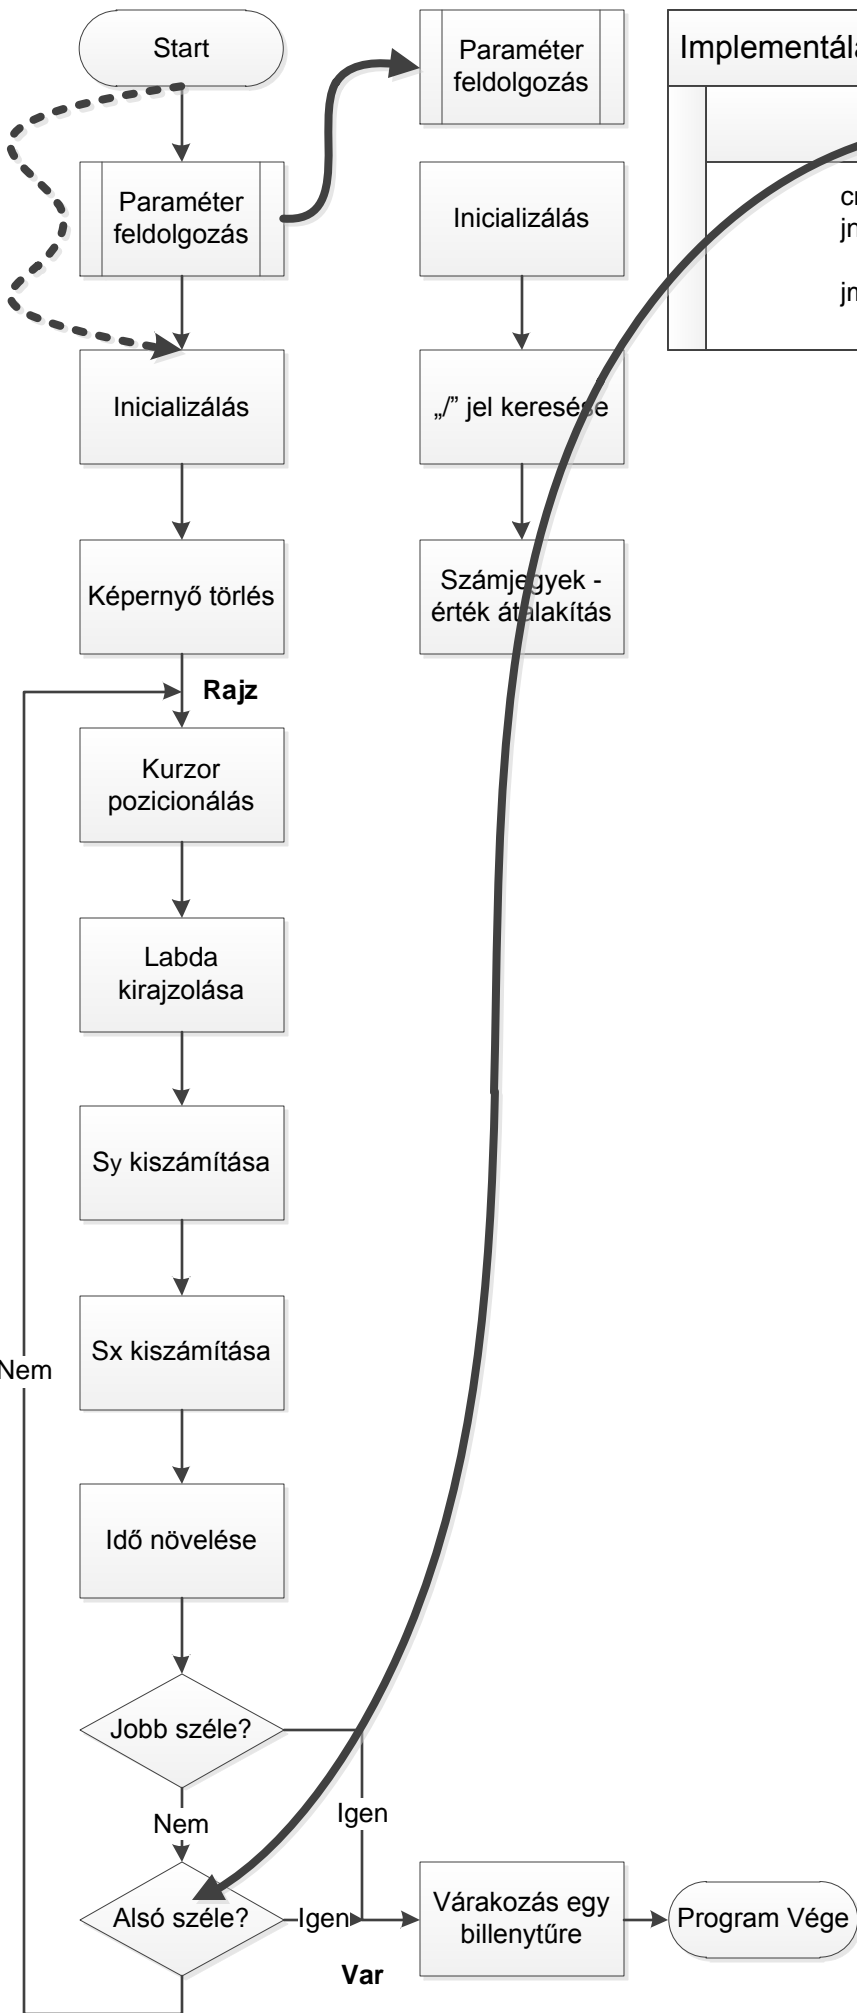 Start
Paraméter
feldolgozás
Inicializálás
Képernyő törlés
Rajz
Kurzor
pozicionálás
Labda
kirajzolása
Sy kiszámítása
Sx kiszámítása
Nem
Idő növelése
Jobb széle?
Nem
Igen
Alsó széle?
Igen
Var
Várakozás egy
billenytűre
Program Vége
Paraméter
feldolgozás
Inicializálás
„/” jel keresése
Számjegyek -
érték átalakítás